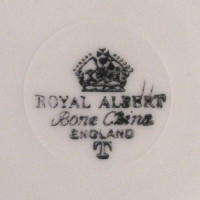 ROYAL ALBERT
Bone China
ENGLAND
T